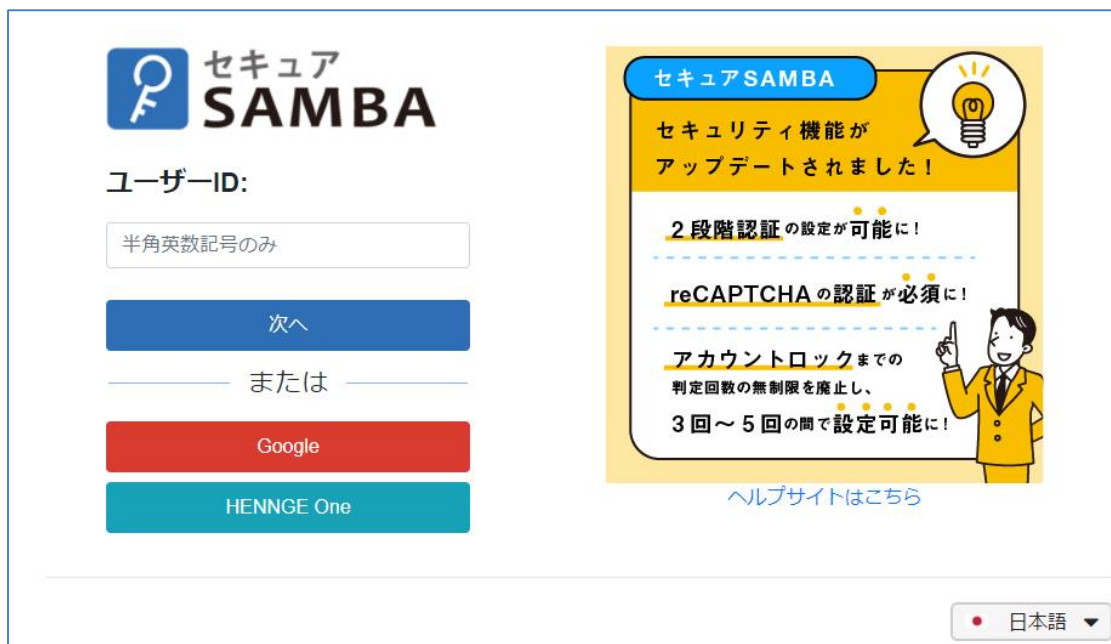 セキュア
SAMBA
ユーザーID:
半角英数記号のみ
次へ
または
Google
HENNGE One
セキュアSAMBA
セキュリティ機能が
アップデートされました!
2段階認証の設定が可能に!
reCAPTCHAの認証が必須に!
アカウントロックまでの
判定回数の無制限を廃止し、
3回～5回の間で設定可能に!
ヘルプサイトはこちら
日本語